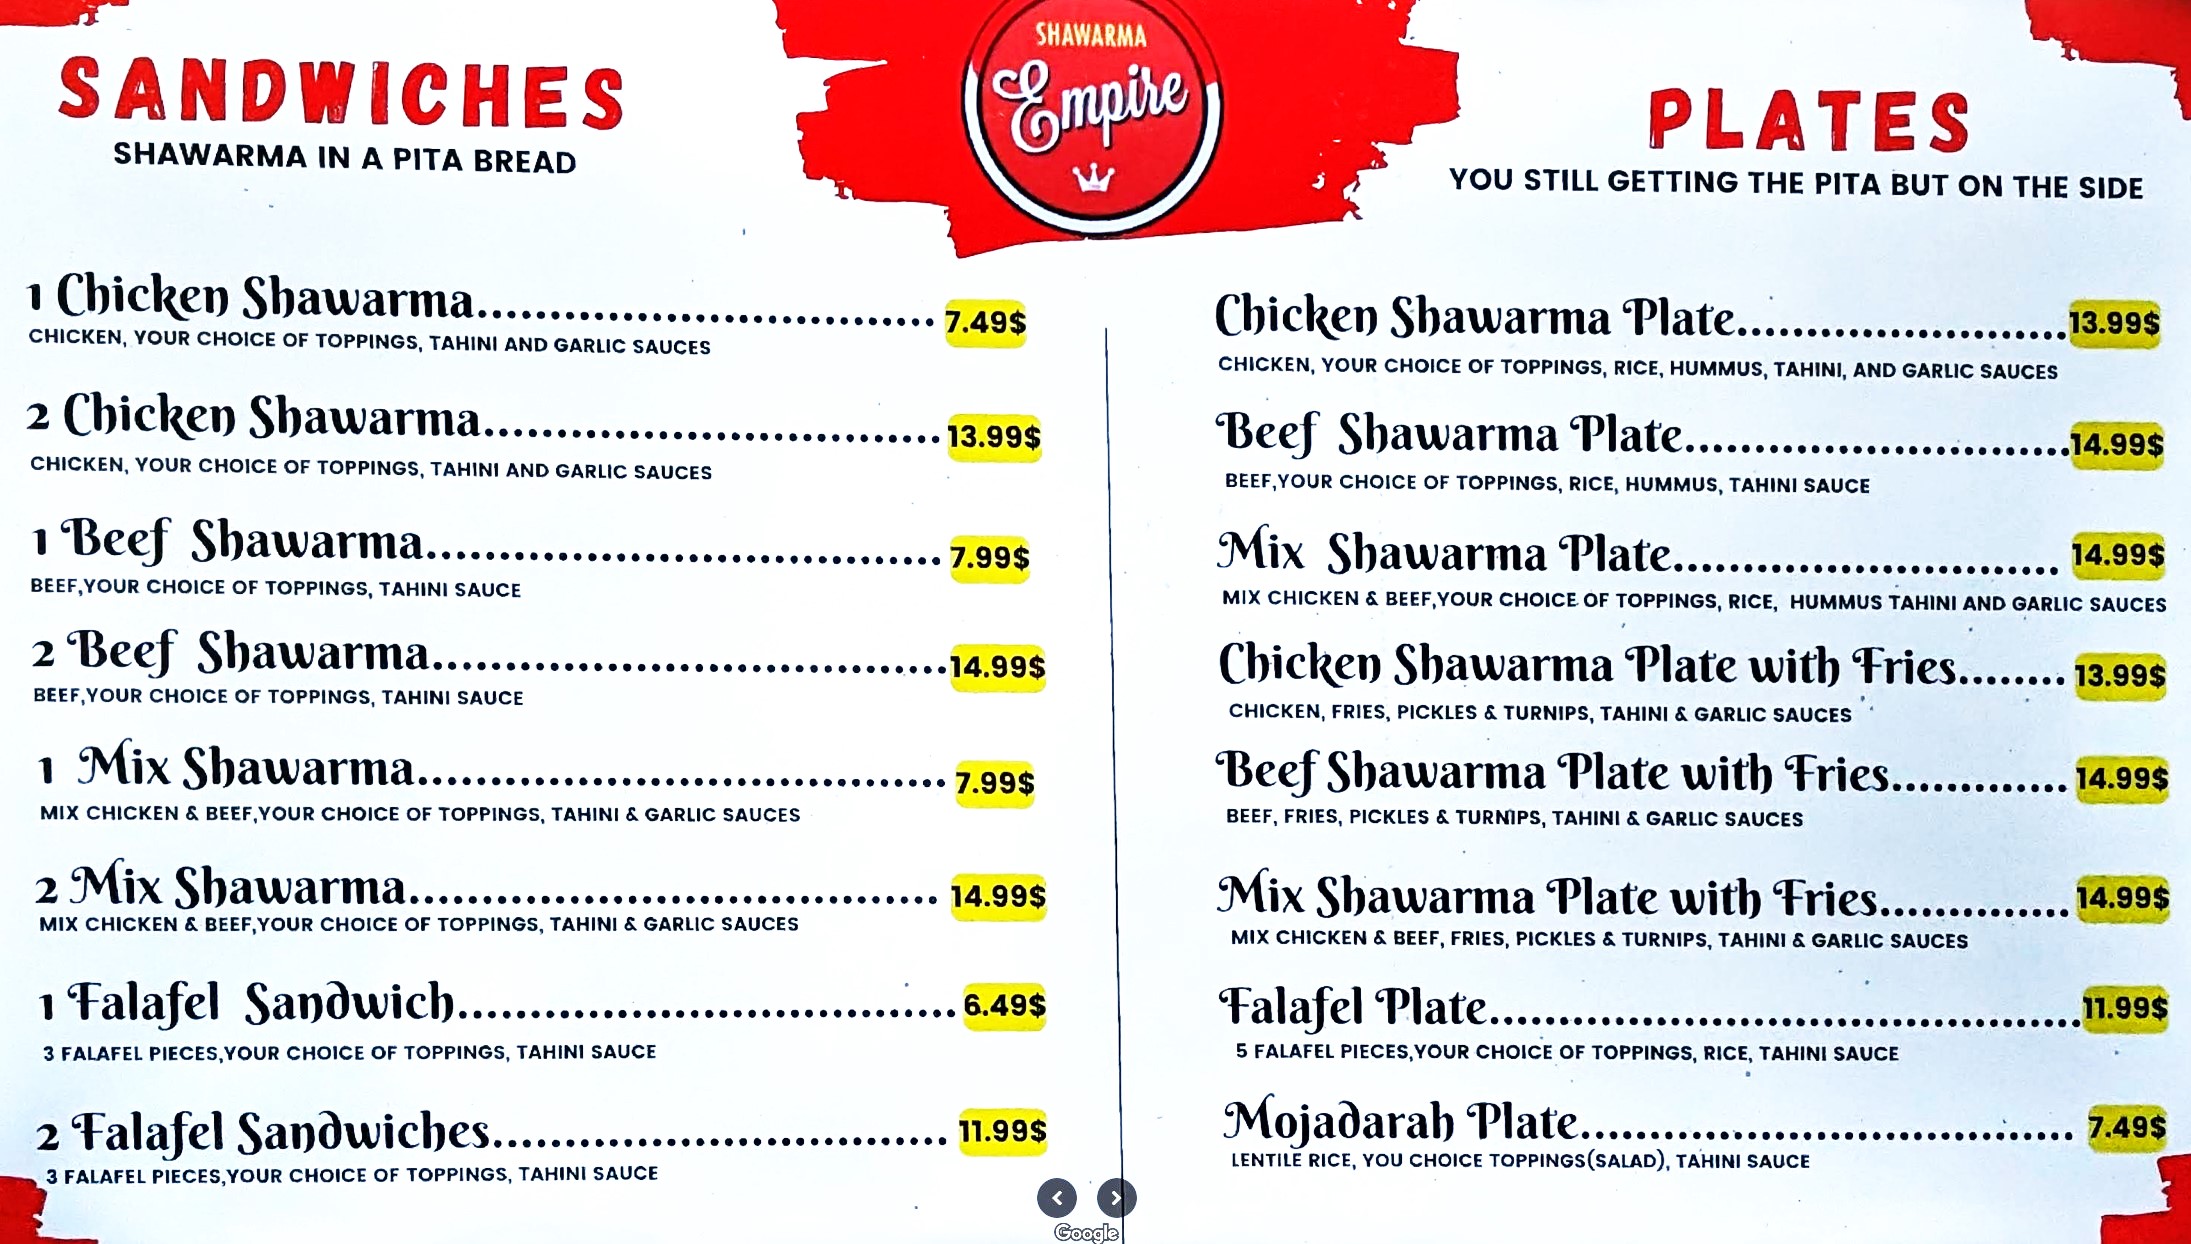 SHAWARMA
Empire
SANDWICHES
SHAWARMA IN A PITA BREAD
1 Chicken Shawarma 7.49$
CHICKEN, YOUR CHOICE OF TOPPINGS, TAHINI AND GARLIC SAUCES
2 Chicken Shawarma 13.99$
CHICKEN, YOUR CHOICE OF TOPPINGS, TAHINI AND GARLIC SAUCES
1 Beef Shawarma 7.99$
BEEF,YOUR CHOICE OF TOPPINGS, TAHINI SAUCE
2 Beef Shawarma 14.99$
BEEF,YOUR CHOICE OF TOPPINGS, TAHINI SAUCE
1 Mix Shawarma 7.99$
MIX CHICKEN & BEEF,YOUR CHOICE OF TOPPINGS, TAHINI & GARLIC SAUCES
2 Mix Shawarma 14.99$
MIX CHICKEN & BEEF,YOUR CHOICE OF TOPPINGS, TAHINI & GARLIC SAUCES
1 Falafel Sandwich 6.49$
3 FALAFEL PIECES,YOUR CHOICE OF TOPPINGS, TAHINI SAUCE
2 Falafel Sandwiches 11.99$
3 FALAFEL PIECES,YOUR CHOICE OF TOPPINGS, TAHINI SAUCE
PLATES
YOU STILL GETTING THE PITA BUT ON THE SIDE
Chicken Shawarma Plate 13.99$
CHICKEN, YOUR CHOICE OF TOPPINGS, RICE, HUMMUS, TAHINI, AND GARLIC SAUCES
Beef Shawarma Plate 14.99$
BEEF,YOUR CHOICE OF TOPPINGS, RICE, HUMMUS, TAHINI SAUCE
Mix Shawarma Plate 14.99$
MIX CHICKEN & BEEF,YOUR CHOICE OF TOPPINGS, RICE, HUMMUS TAHINI AND GARLIC SAUCES
Chicken Shawarma Plate with Fries 13.99$
CHICKEN, FRIES, PICKLES & TURNIPS, TAHINI & GARLIC SAUCES
Beef Shawarma Plate with Fries 14.99$
BEEF, FRIES, PICKLES & TURNIPS, TAHINI & GARLIC SAUCES
Mix Shawarma Plate with Fries 14.99$
MIX CHICKEN & BEEF, FRIES, PICKLES & TURNIPS, TAHINI & GARLIC SAUCES
Falafel Plate 11.99$
5 FALAFEL PIECES,YOUR CHOICE OF TOPPINGS, RICE, TAHINI SAUCE
Mojadarah Plate 7.49$
LENTILE RICE, YOU CHOICE TOPPINGS(SALAD), TAHINI SAUCE
Google